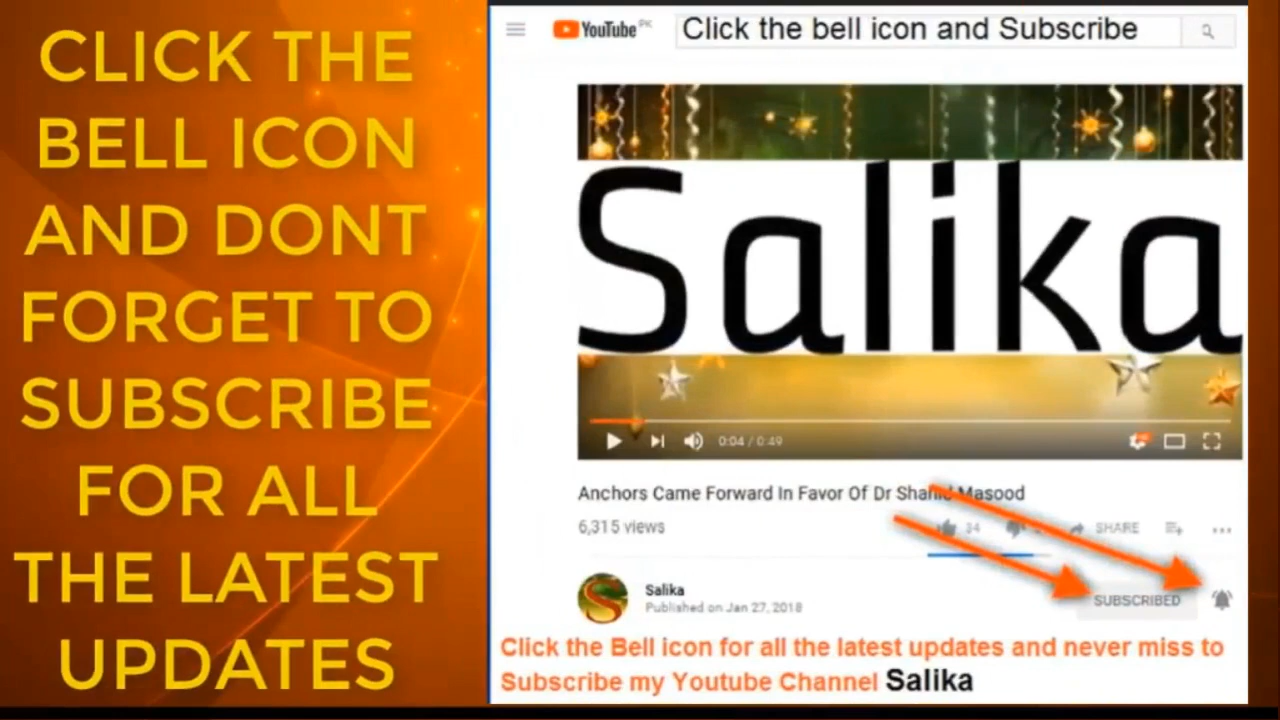 CLICK THE
BELL ICON
AND DONT
FORGET TO
SUBSCRIBE
FOR ALL
THE LATEST
UPDATES
YouTube PK
Click the bell icon and Subscribe
Salika
0:04 / 0:49
Anchors Came Forward In Favor Of Dr Shahid Masood
6,315 views
34
SHARE
Salika
Published on Jan 27, 2018
SUBSCRIBED
Click the Bell icon for all the latest updates and never miss to
Subscribe my Youtube Channel Salika